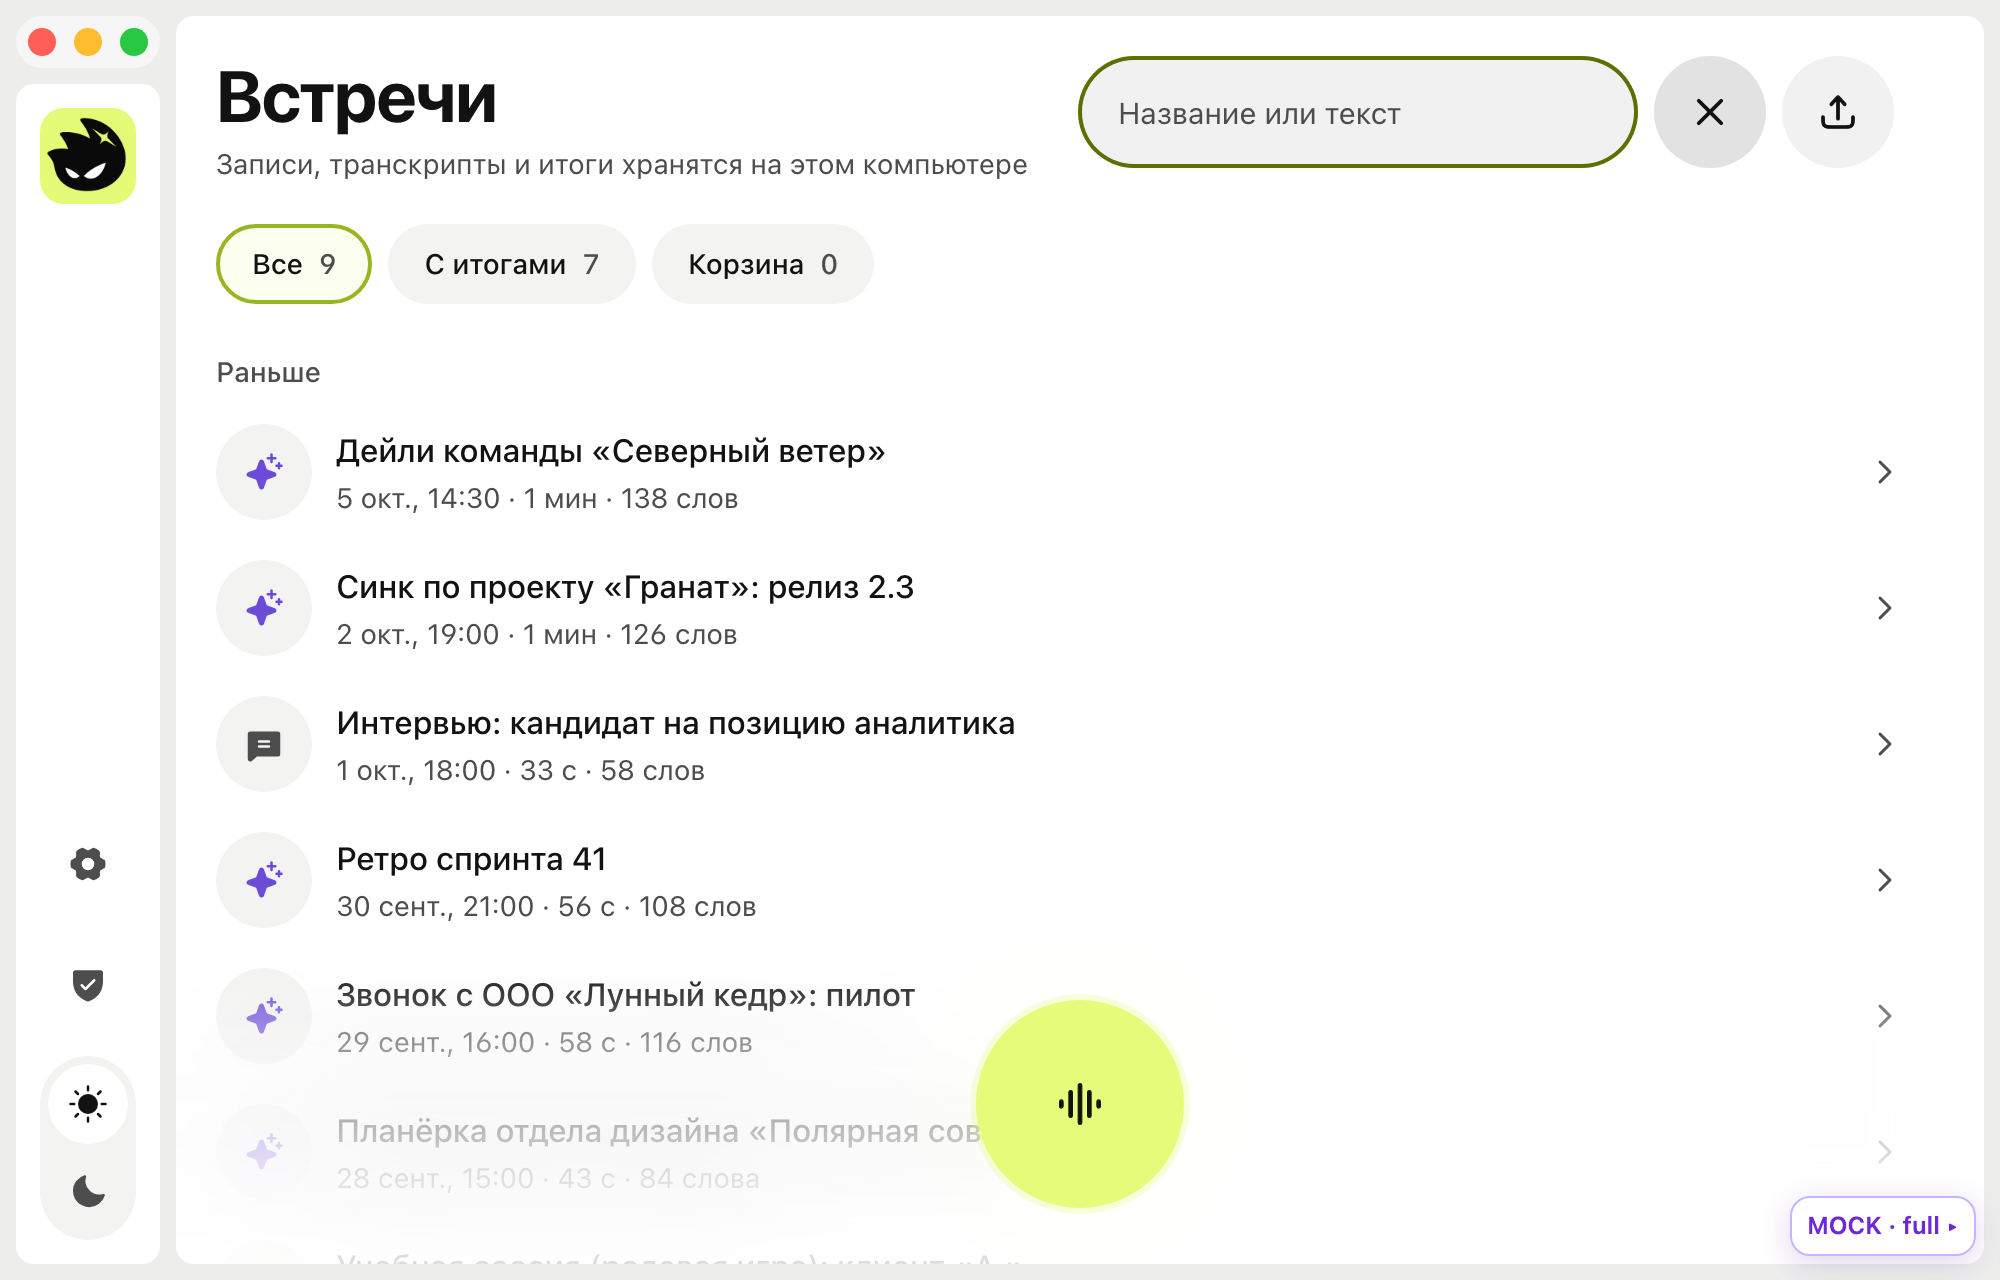 Встречи
Записи, транскрипты и итоги хранятся на этом компьютере
Название или текст
Все 9
С итогами 7
Корзина 0
Раньше
Дейли команды «Северный ветер»
5 окт., 14:30 · 1 мин · 138 слов
Синк по проекту «Гранат»: релиз 2.3
2 окт., 19:00 · 1 мин · 126 слов
Интервью: кандидат на позицию аналитика
1 окт., 18:00 · 33 с · 58 слов
Ретро спринта 41
30 сент., 21:00 · 56 с · 108 слов
Звонок с ООО «Лунный кедр»: пилот
29 сент., 16:00 · 58 с · 116 слов
Планёрка отдела дизайна «Полярная сов
28 сент., 15:00 · 43 с · 84 слова
MOCK · full ▸